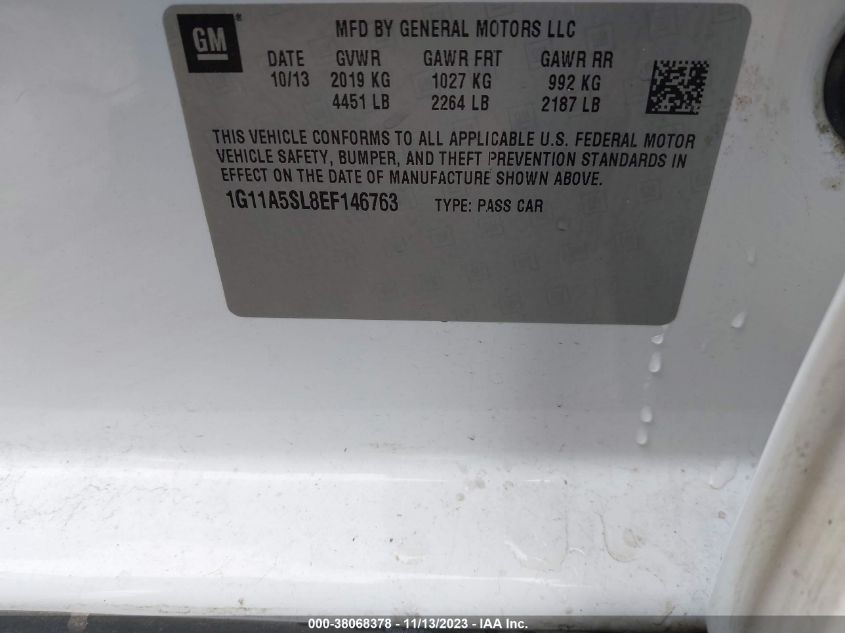 GM
MFD BY GENERAL MOTORS LLC
DATE GVWR GAWR FRT GAWR RR
10/13 2019 KG 1027 KG 992 KG
4451 LB 2264 LB 2187 LB
THIS VEHICLE CONFORMS TO ALL APPLICABLE U.S. FEDERAL MOTOR
VEHICLE SAFETY, BUMPER, AND THEFT PREVENTION STANDARDS IN
EFFECT ON THE DATE OF MANUFACTURE SHOWN ABOVE.
1G11A5SL8EF146763 TYPE: PASS CAR
000-38068378 - 11/13/2023 - IAA Inc.